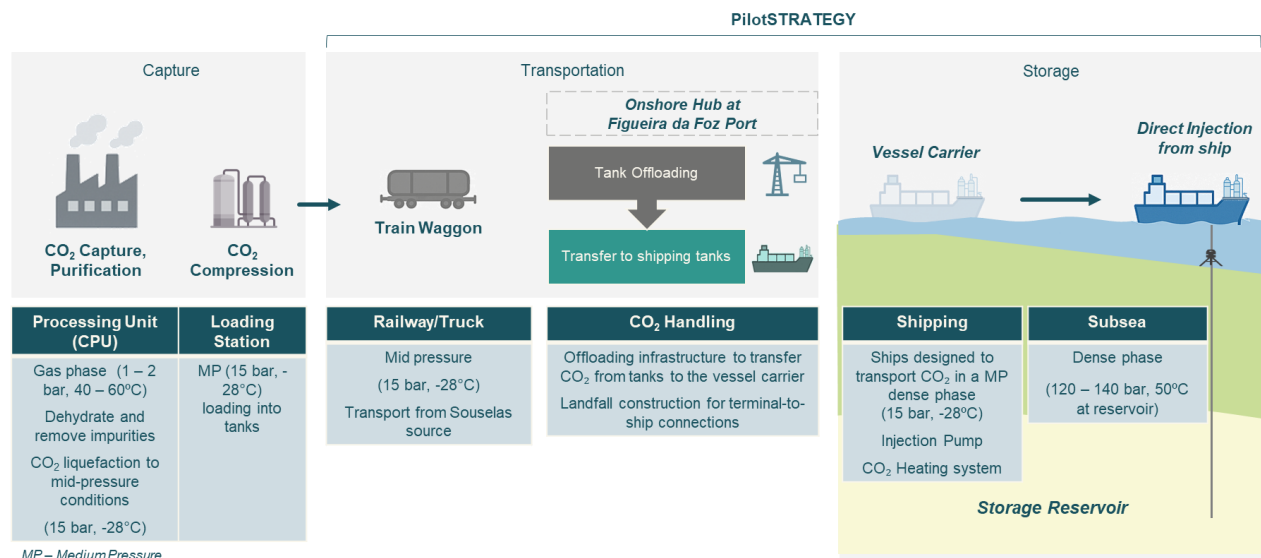 PilotSTRATEGY
Capture
CO₂ Capture,
Purification
CO₂
Compression
Processing Unit
(CPU)
Gas phase (1 – 2
bar, 40 – 60ºC)
Dehydrate and
remove impurities
CO₂ liquefaction to
mid-pressure
conditions
(15 bar, -28°C)
Loading
Station
MP (15 bar, -
28°C)
loading into
tanks
MP – Medium Pressure
Transportation
Train Waggon
Onshore Hub at
Figueira da Foz Port
Tank Offloading
Transfer to shipping tanks
Railway/Truck
Mid pressure
(15 bar, -28°C)
Transport from Souselas
source
CO₂ Handling
Offloading infrastructure to transfer
CO₂ from tanks to the vessel carrier
Landfall construction for terminal-to-
ship connections
Storage
Vessel Carrier
Direct Injection
from ship
Shipping
Ships designed to
transport CO₂ in a MP
dense phase
(15 bar, -28ºC)
Injection Pump
CO₂ Heating system
Subsea
Dense phase
(120 – 140 bar, 50ºC
at reservoir)
Storage Reservoir